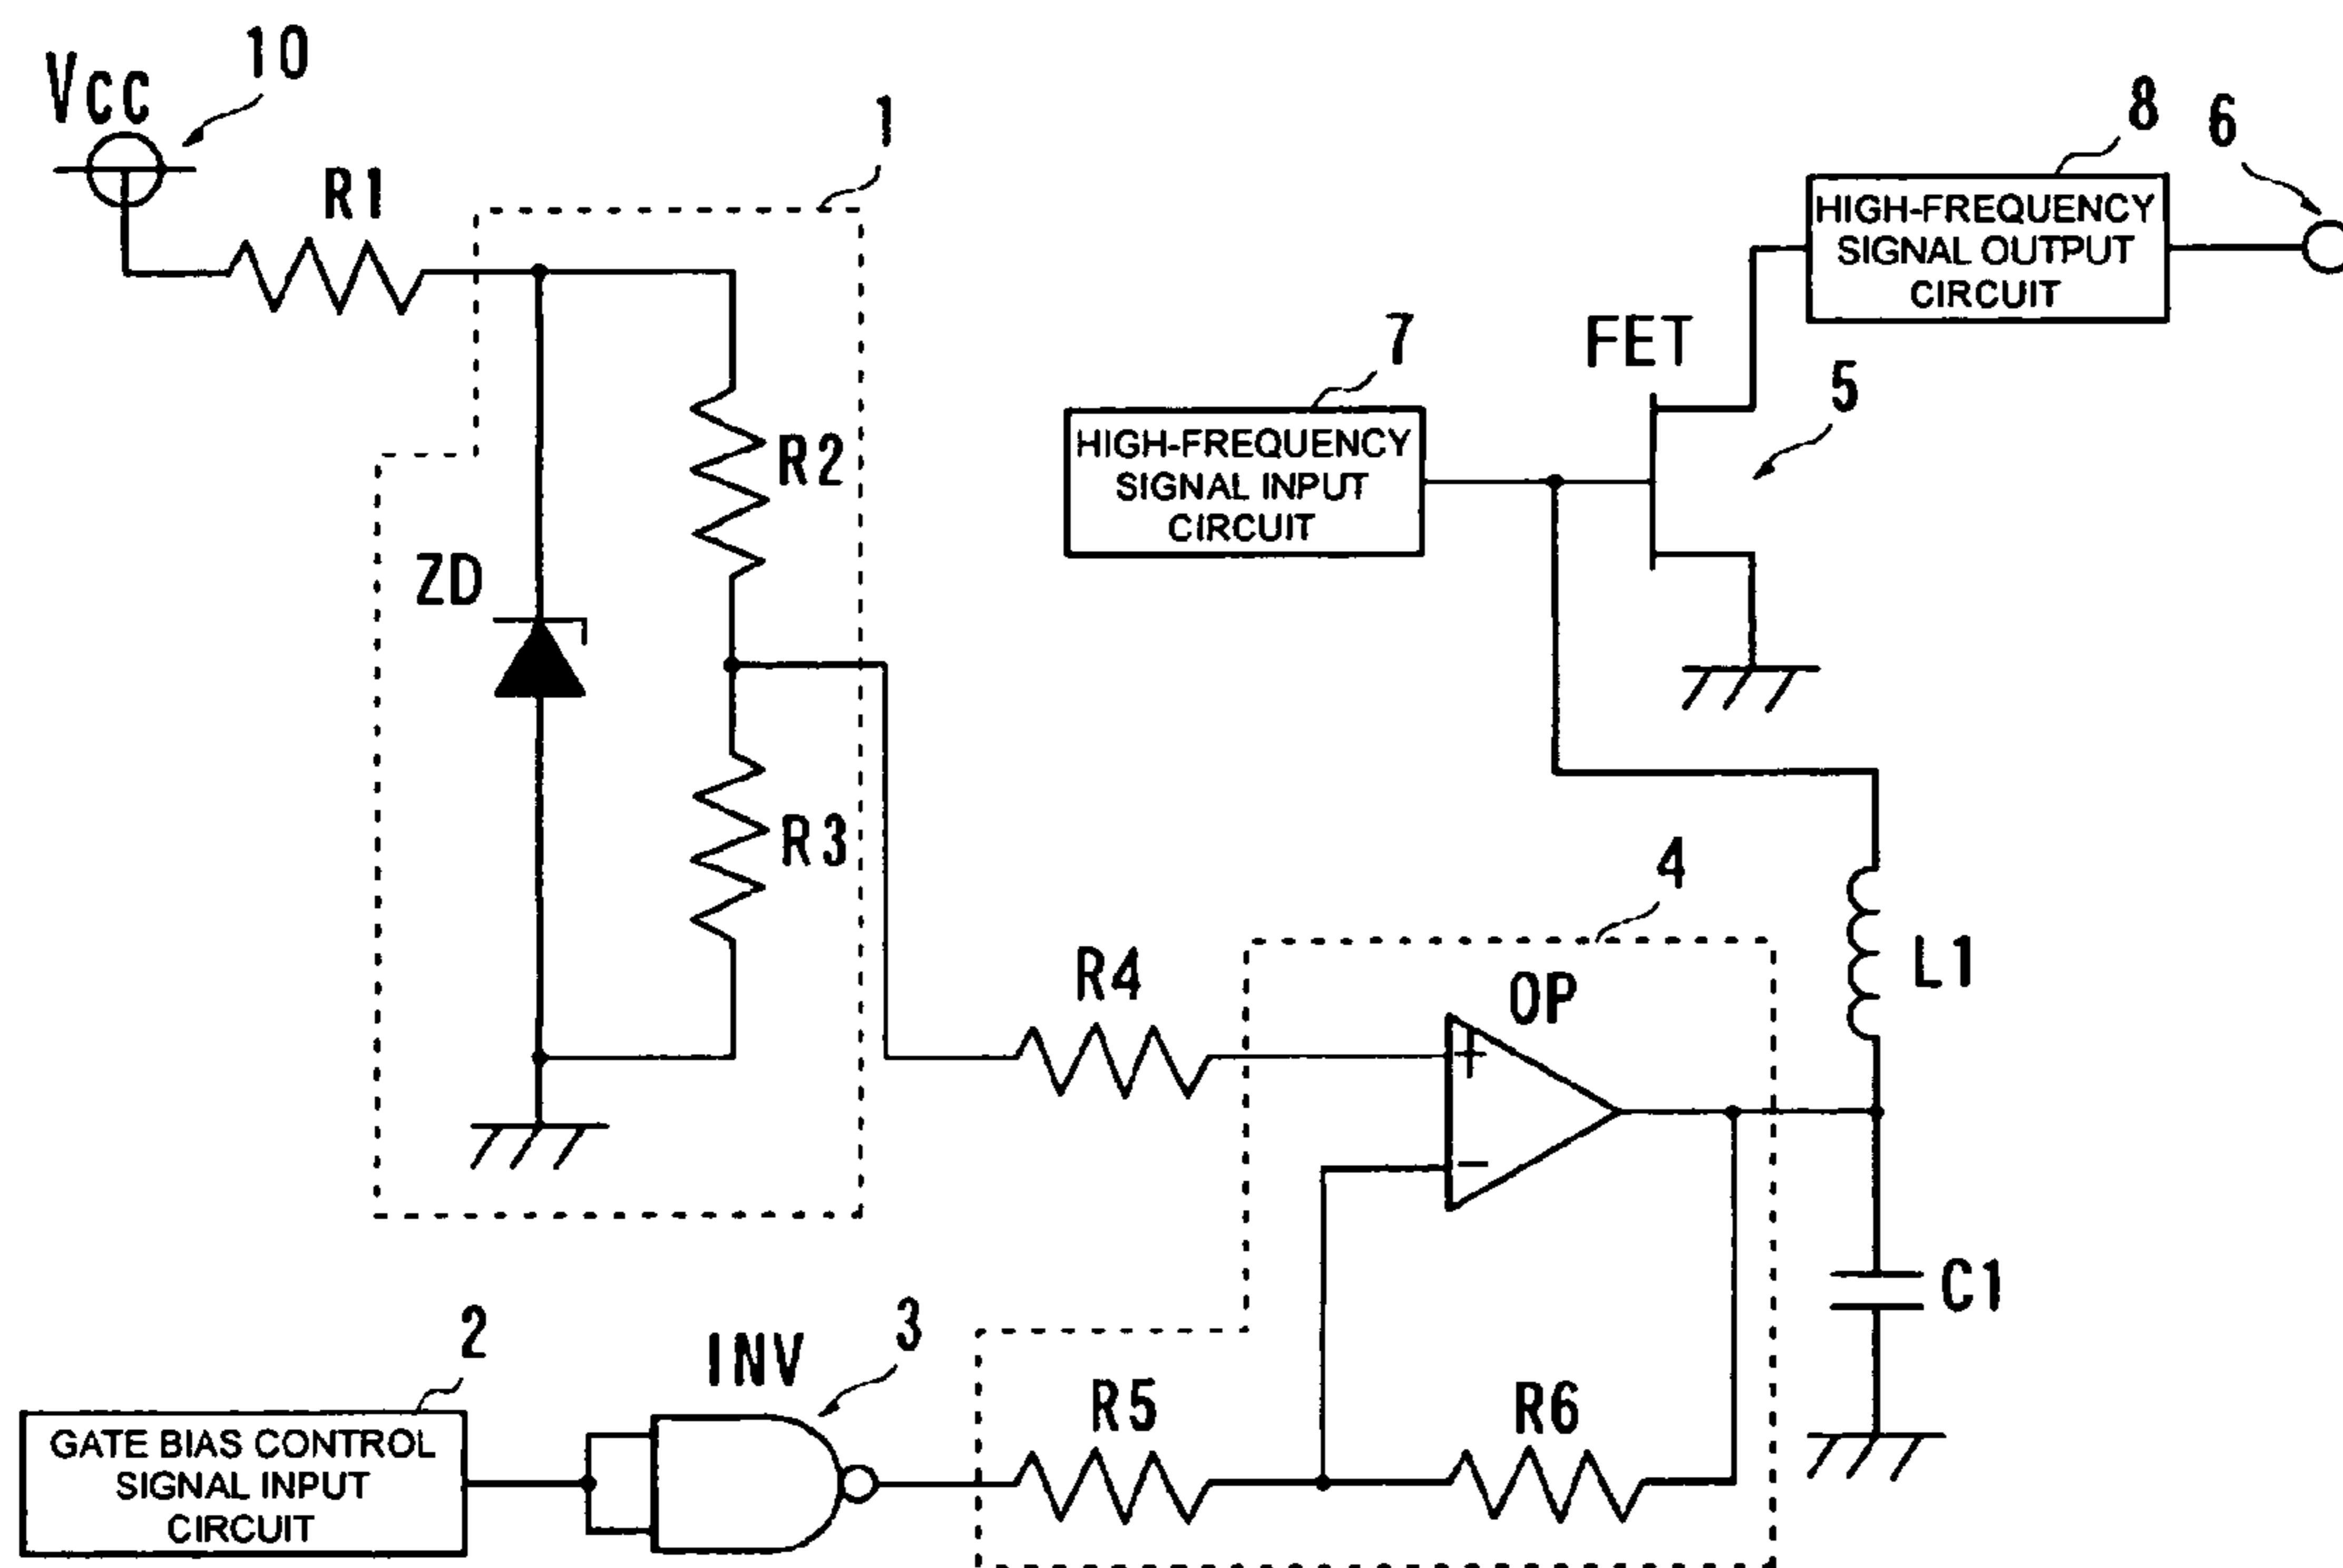 10
Vcc
1
8
6
R1
HIGH-FREQUENCY
SIGNAL OUTPUT
CIRCUIT
7
FET
5
HIGH-FREQUENCY
SIGNAL INPUT
CIRCUIT
R2
ZD
R3
4
R4
OP
L1
+
-
C1
2
INV
3
R5
R6
GATE BIAS CONTROL
SIGNAL INPUT
CIRCUIT